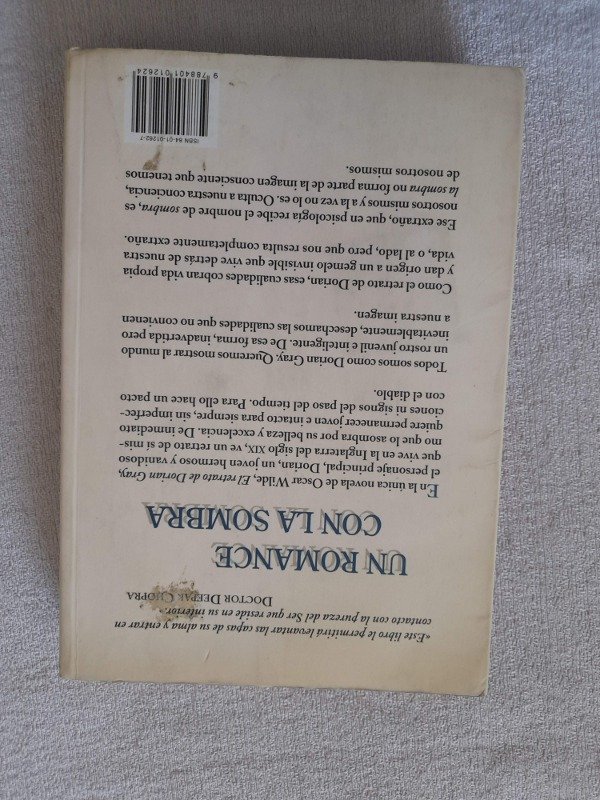 «Este libro le permitirá levantar las capas de su alma y entrar en
contacto con la pureza del Ser que reside en su interior.»
DOCTOR DEEPAK CHOPRA
UN ROMANCE
CON LA SOMBRA
En la única novela de Oscar Wilde, El retrato de Dorian Gray,
el personaje principal, Dorian, un joven hermoso y vanidoso
que vive en la Inglaterra del siglo XIX, ve un retrato de sí mis-
mo que lo asombra por su belleza y excelencia. De inmediato
quiere permanecer joven e intacto para siempre, sin imperfec-
ciones ni signos del paso del tiempo. Para ello hace un pacto
con el diablo.
Todos somos como Dorian Gray. Queremos mostrar al mundo
un rostro juvenil e inteligente. De esa forma, inadvertida pero
inevitablemente, desechamos las cualidades que no convienen
a nuestra imagen.
Como el retrato de Dorian, esas cualidades cobran vida propia
y dan origen a un gemelo invisible que vive detrás de nuestra
vida, o al lado, pero que nos resulta completamente extraño.
Ese extraño, que en psicología recibe el nombre de sombra, es
nosotros mismos y a la vez no lo es. Oculta a nuestra conciencia,
la sombra no forma parte de la imagen consciente que tenemos
de nosotros mismos.
ISBN 84-01-01262-7
9 788401 012624